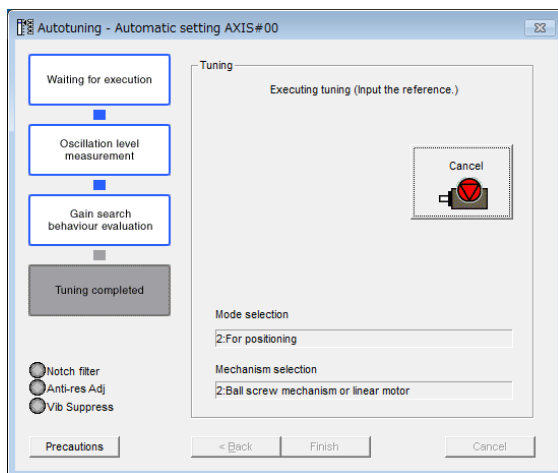 Autotuning - Automatic setting AXIS#00
Waiting for execution
Oscillation level
measurement
Gain search
behaviour evaluation
Tuning completed
Notch filter
Anti-res Adj
Vib Suppress
Precautions
Tuning
Executing tuning (Input the reference.)
Cancel
Mode selection
2:For positioning
Mechanism selection
2:Ball screw mechanism or linear motor
< Back
Finish
Cancel